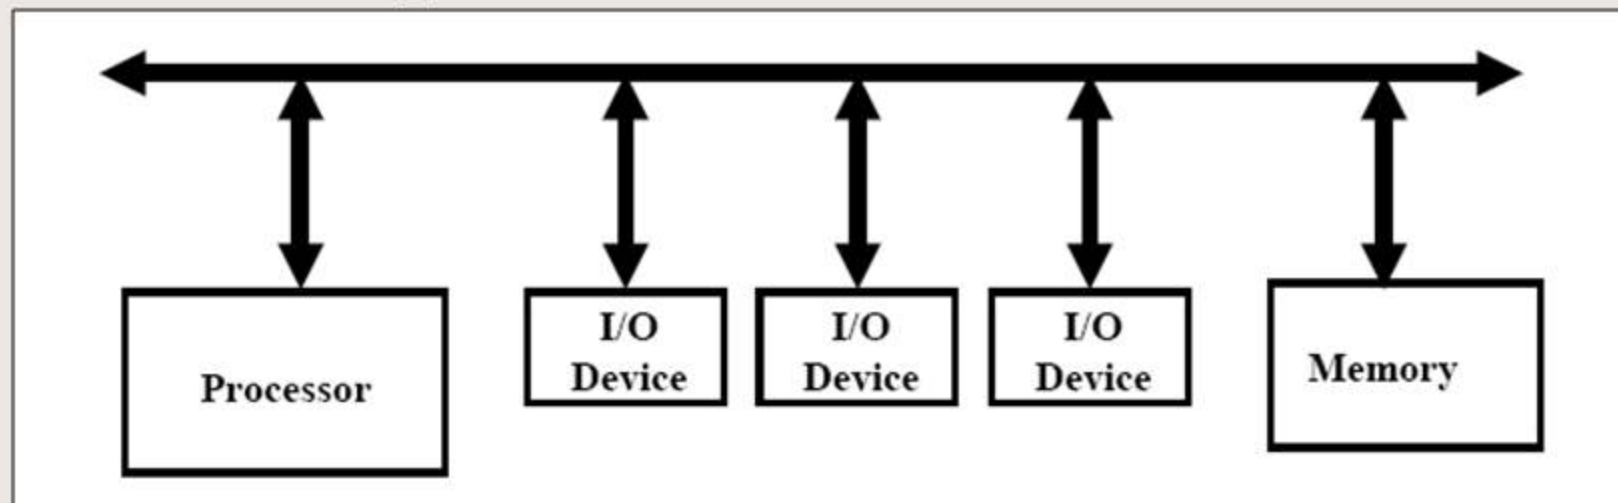 Processor
I/O
Device
I/O
Device
I/O
Device
Memory